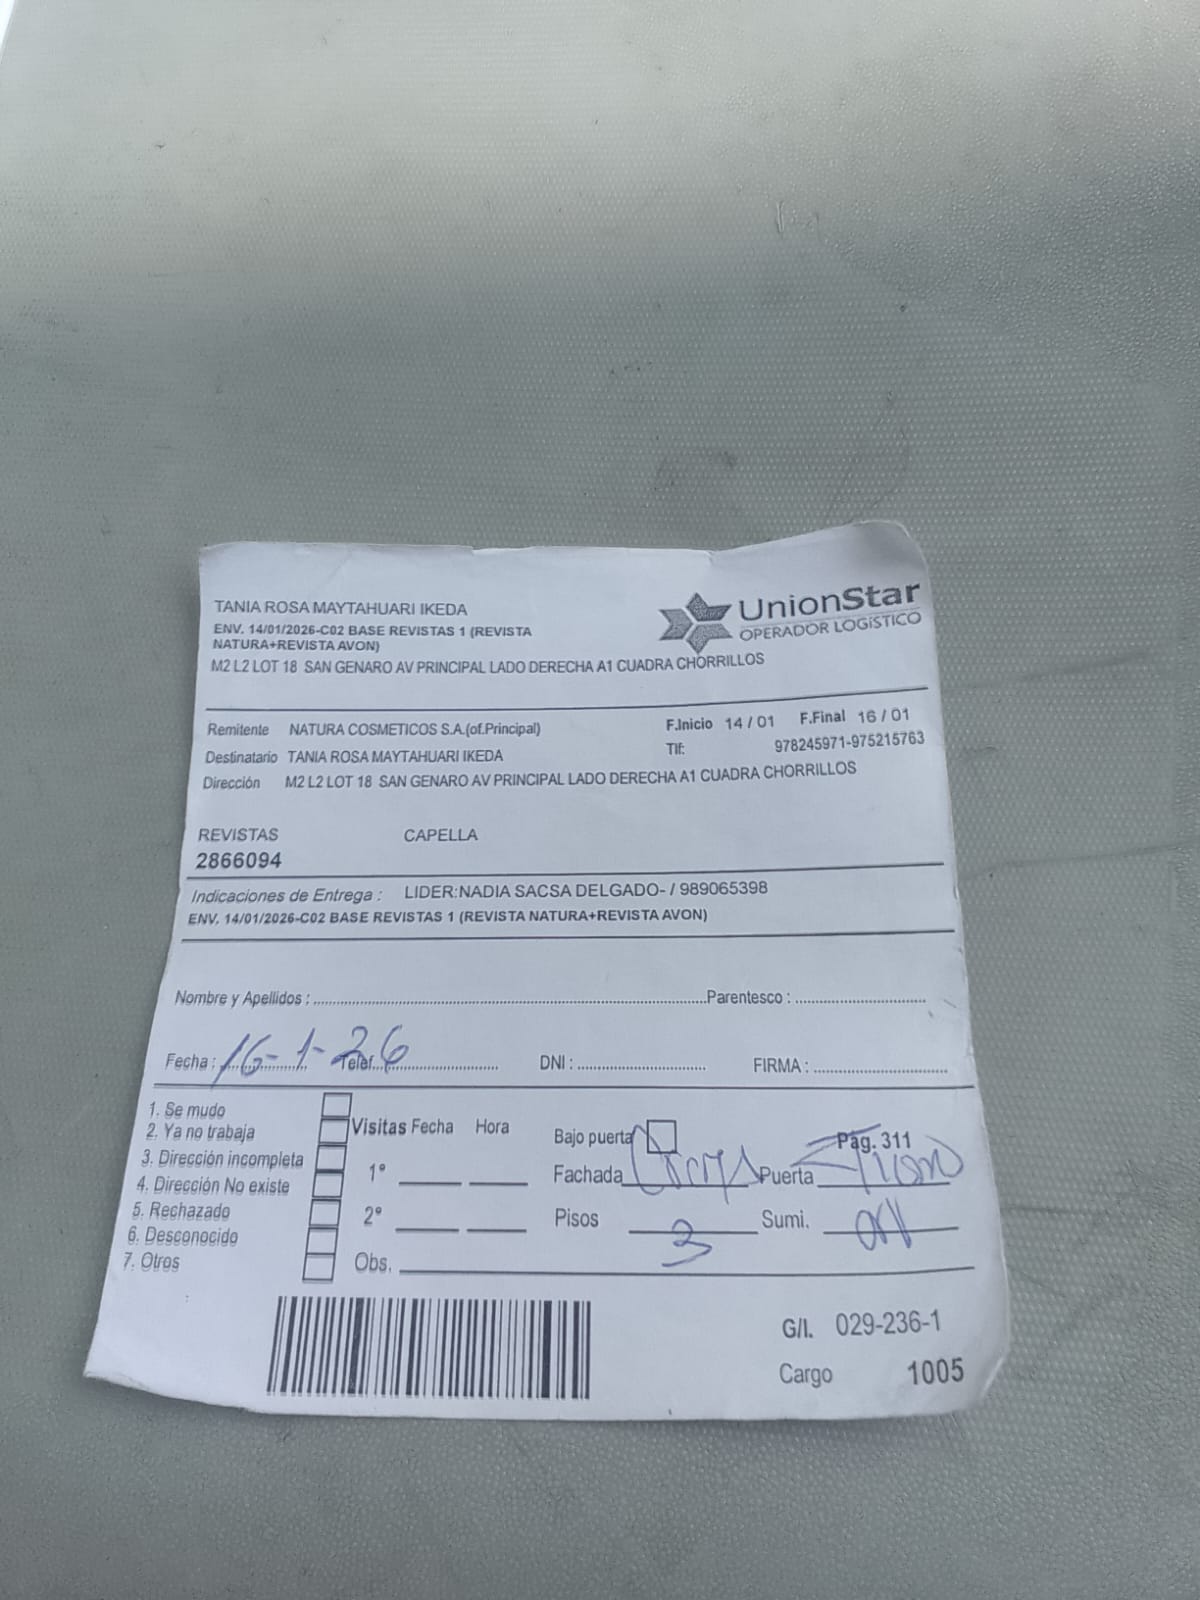 TANIA ROSA MAYTAHUARI IKEDA
ENV. 14/01/2026-C02 BASE REVISTAS 1 (REVISTA
NATURA+REVISTA AVON)
M2 L2 LOT 18 SAN GENARO AV PRINCIPAL LADO DERECHA A1 CUADRA CHORRILLOS
UnionStar
OPERADOR LOGíSTICO
Remitente NATURA COSMETICOS S.A.(of.Principal)
F.Inicio 14 / 01 F.Final 16 / 01
Destinatario TANIA ROSA MAYTAHUARI IKEDA
Tlf: 978245971-975215763
Dirección M2 L2 LOT 18 SAN GENARO AV PRINCIPAL LADO DERECHA A1 CUADRA CHORRILLOS
REVISTAS CAPELLA
2866094
Indicaciones de Entrega : LIDER:NADIA SACSA DELGADO- / 989065398
ENV. 14/01/2026-C02 BASE REVISTAS 1 (REVISTA NATURA+REVISTA AVON)
Nombre y Apellidos : Parentesco :
Fecha : 16-1-26 Telef. DNI : FIRMA :
1. Se mudo
2. Ya no trabaja
3. Dirección incompleta
4. Dirección No existe
5. Rechazado
6. Desconocido
7. Otros
Visitas Fecha Hora
1°
2°
Obs.
Bajo puerta Pág. 311
Fachada Puerta
Pisos 3 Sumi.
G/I. 029-236-1
Cargo 1005